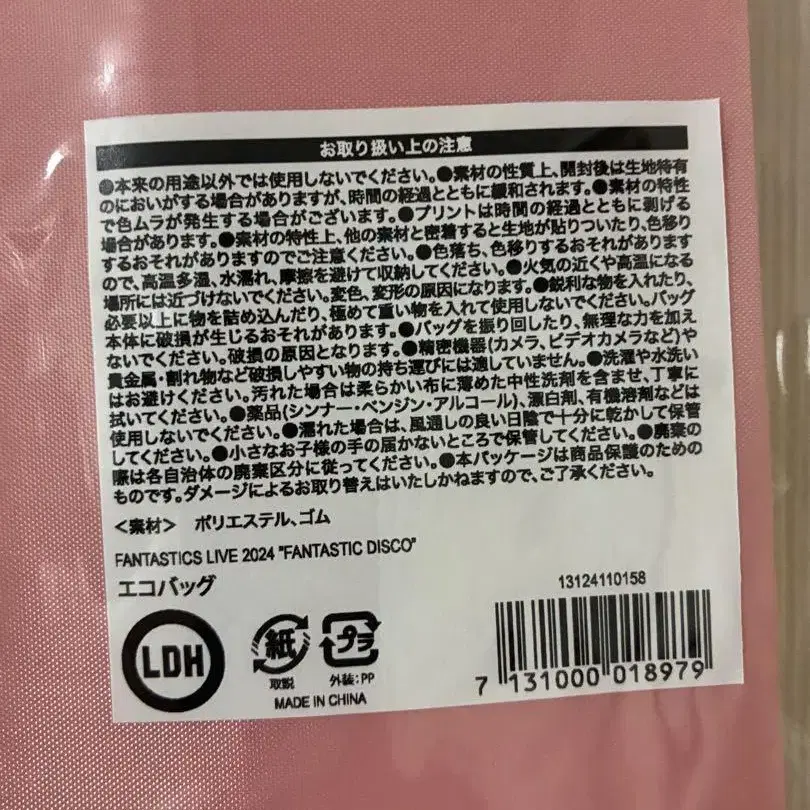 お取り扱い上の注意
●本来の用途以外では使用しないでください。●素材の性質上、開封後は生地特有
のにおいがする場合がありますが、時間の経過とともに緩和されます。●素材の特性
で色ムラが発生する場合がございます。●プリントは時間の経過とともに剥げる
場合があります。●素材の特性上、他の素材と密着すると生地が貼りついたり、色移り
するおそれがありますのでご注意ください。●色落ち、色移りするおそれがあります
ので、高温多湿、水濡れ、摩擦を避けて収納してください。●火気の近くや高温になる
場所には近づけないでください。変色、変形の原因になります。●鋭利な物を入れたり、
必要以上に物を詰め込んだり、極めて重い物を入れて使用しないでください。バッグ
本体に破損が生じるおそれがあります。●バッグを振り回したり、無理な力を加え
ないでください。破損の原因となります。●精密機器(カメラ、ビデオカメラなど)や
貴金属・割れ物など破損しやすい物の持ち運びには適していません。●洗濯や水洗い
はお避けください。汚れた場合は柔らかい布に薄めた中性洗剤を含ませ、丁寧に
拭いてください。●薬品(シンナー・ベンジン・アルコール)、漂白剤、有機溶剤などは
使用しないでください。●濡れた場合は、風通しの良い日陰で十分に乾かして保管
してください。●小さなお子様の手の届かないところで保管してください。●廃棄の
際は各自治体の廃棄区分に従ってください。●本パッケージは商品保護のための
ものです。ダメージによるお取り替えはいたしかねますので、ご了承ください。
<素材> ポリエステル、ゴム
FANTASTICS LIVE 2024 "FANTASTIC DISCO"
エコバッグ
13124110158
LDH
紙
取説
プラ
外装:PP
MADE IN CHINA
7 131000 018979